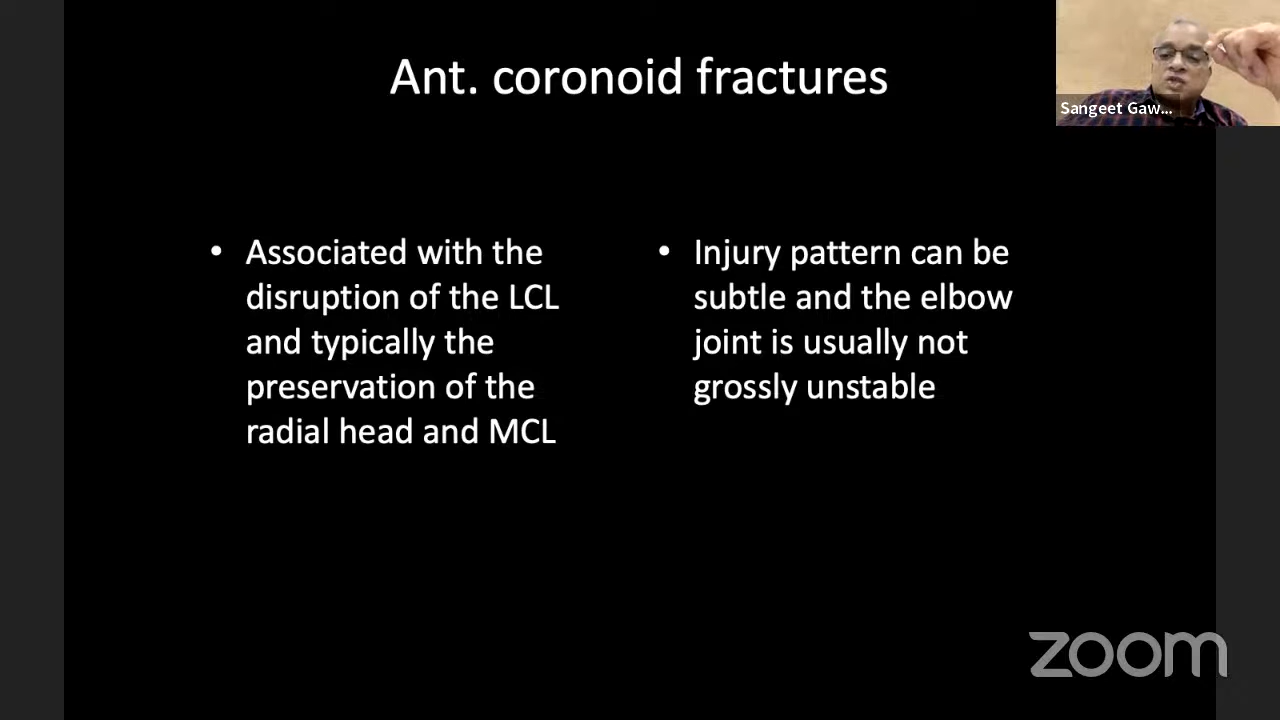 Ant. coronoid fractures
Sangeet Gaw...
• Associated with the
disruption of the LCL
and typically the
preservation of the
radial head and MCL
• Injury pattern can be
subtle and the elbow
joint is usually not
grossly unstable
zoom